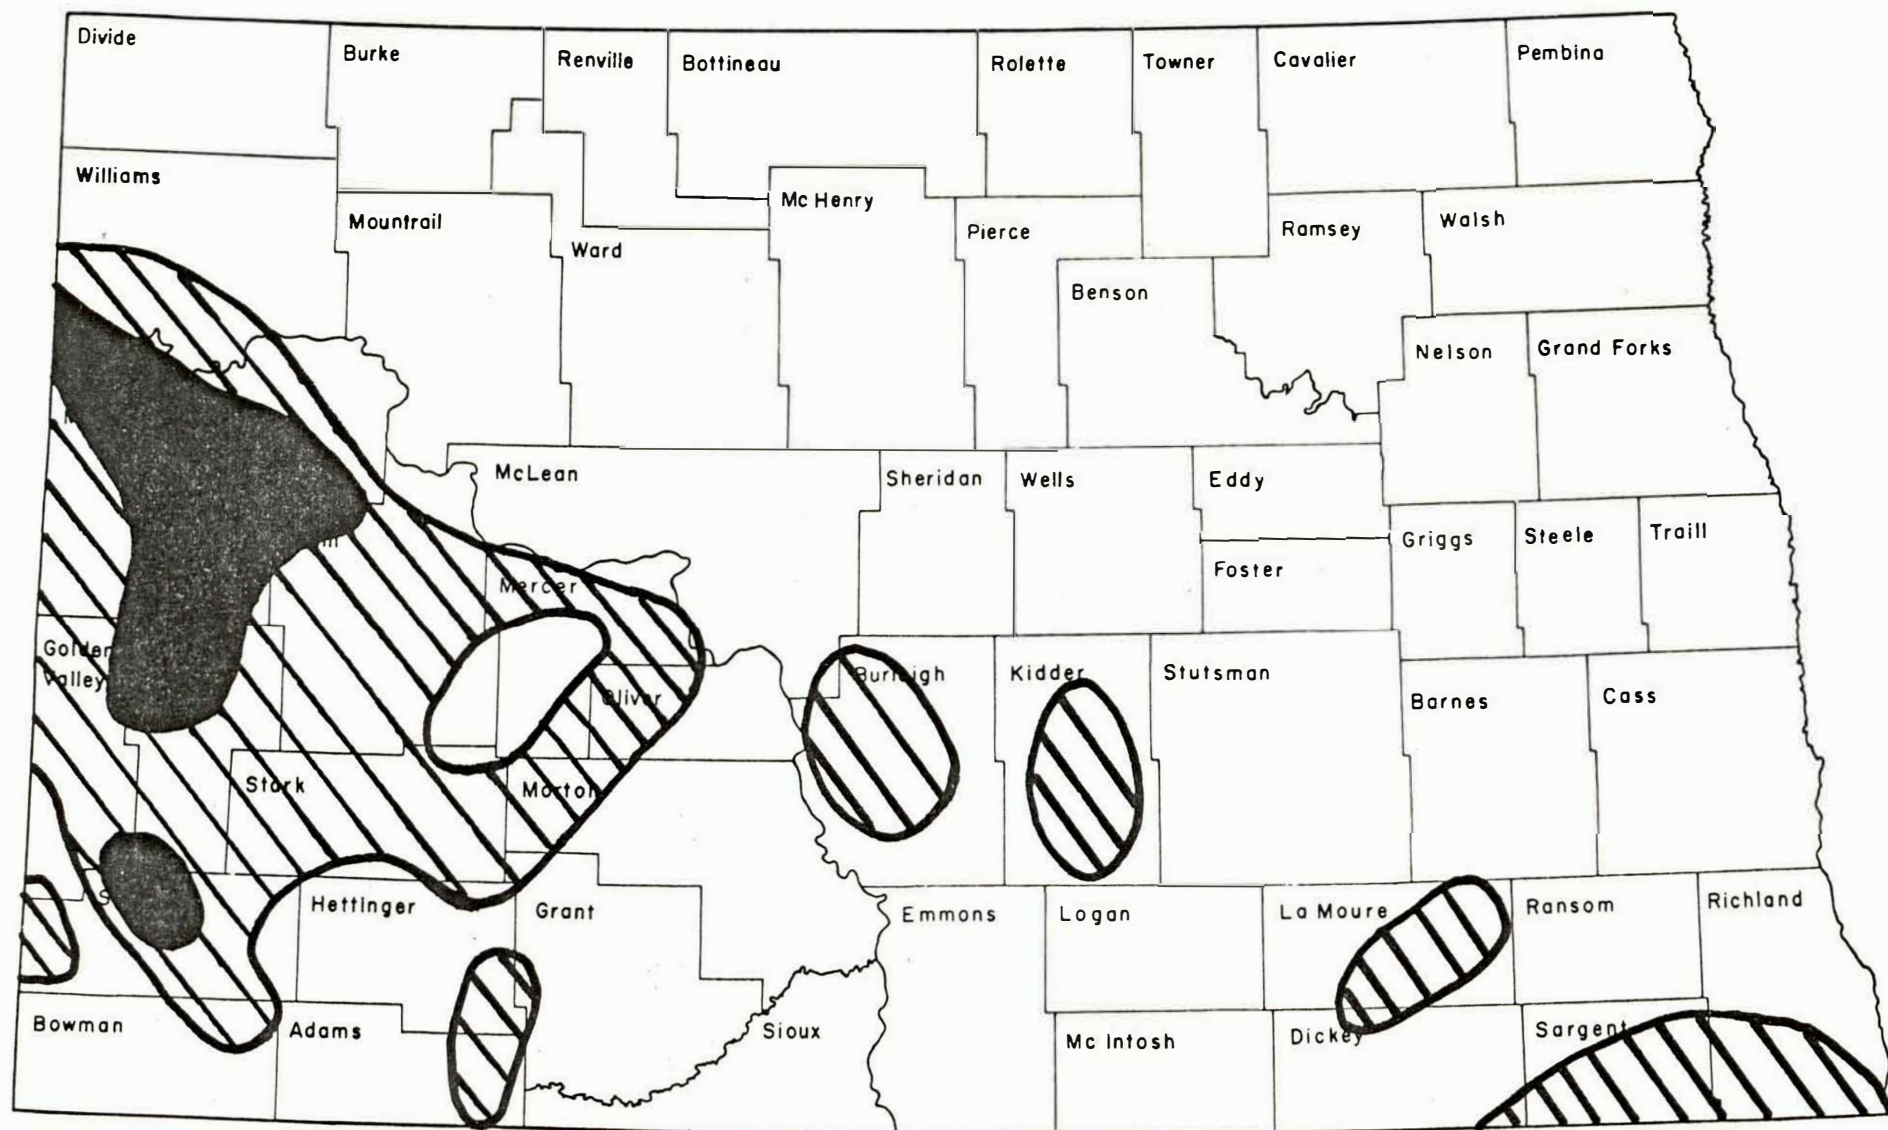 Divide
Burke
Renville
Bottineau
Rolette
Towner
Cavalier
Pembina
Williams
Mountrail
Ward
Mc Henry
Pierce
Ramsey
Walsh
Benson
Nelson
Grand Forks
McLean
Sheridan
Wells
Eddy
Griggs
Steele
Traill
Foster
Mercer
Golden
Valley
Oliver
Burleigh
Kidder
Stutsman
Barnes
Cass
Stark
Morton
Hettinger
Grant
Emmons
Logan
La Moure
Ransom
Richland
Bowman
Adams
Sioux
Mc Intosh
Dickey
Sargent